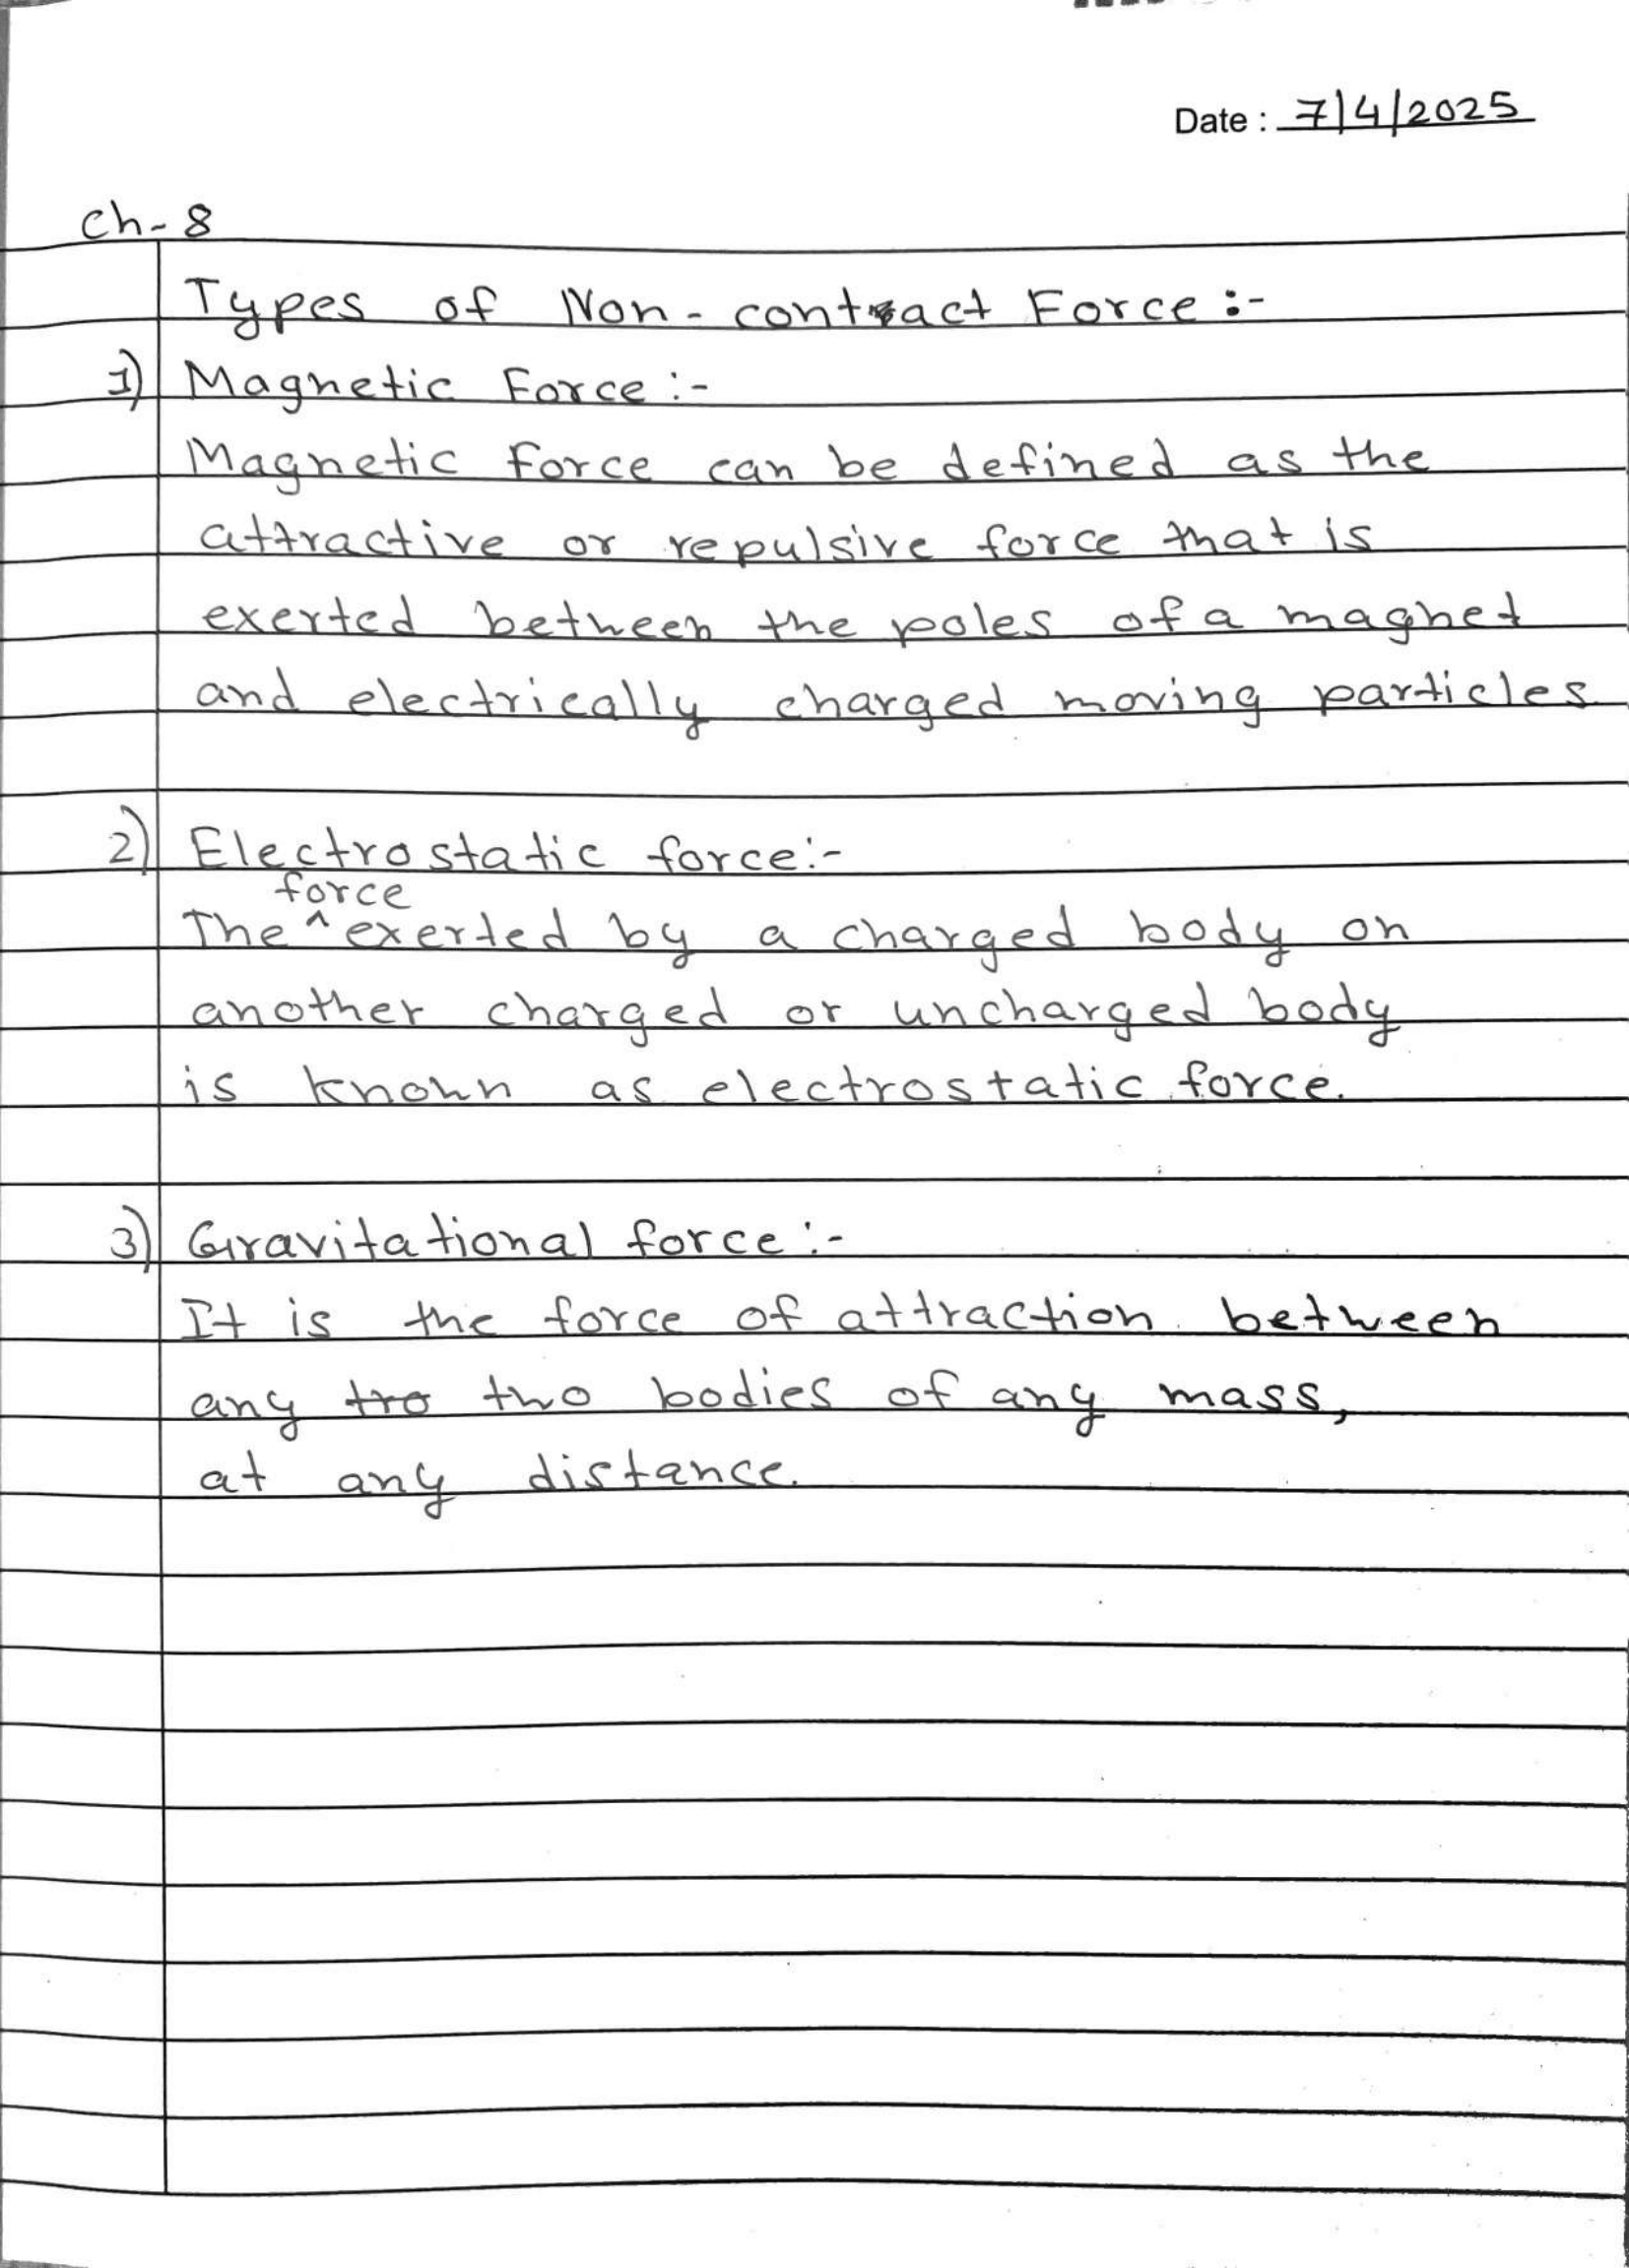 Date : 7/4/2025
Ch-8
Types of Non-contact Force:-
1) Magnetic Force:-
Magnetic Force can be defined as the
attractive or repulsive force that is
exerted between the poles of a magnet
and electrically charged moving particles
2) Electrostatic force:-
force
The ^ exerted by a charged body on
another charged or uncharged body
is known as electrostatic force.
3) Gravitational force:-
It is the force of attraction between
any tro two bodies of any mass,
at any distance.